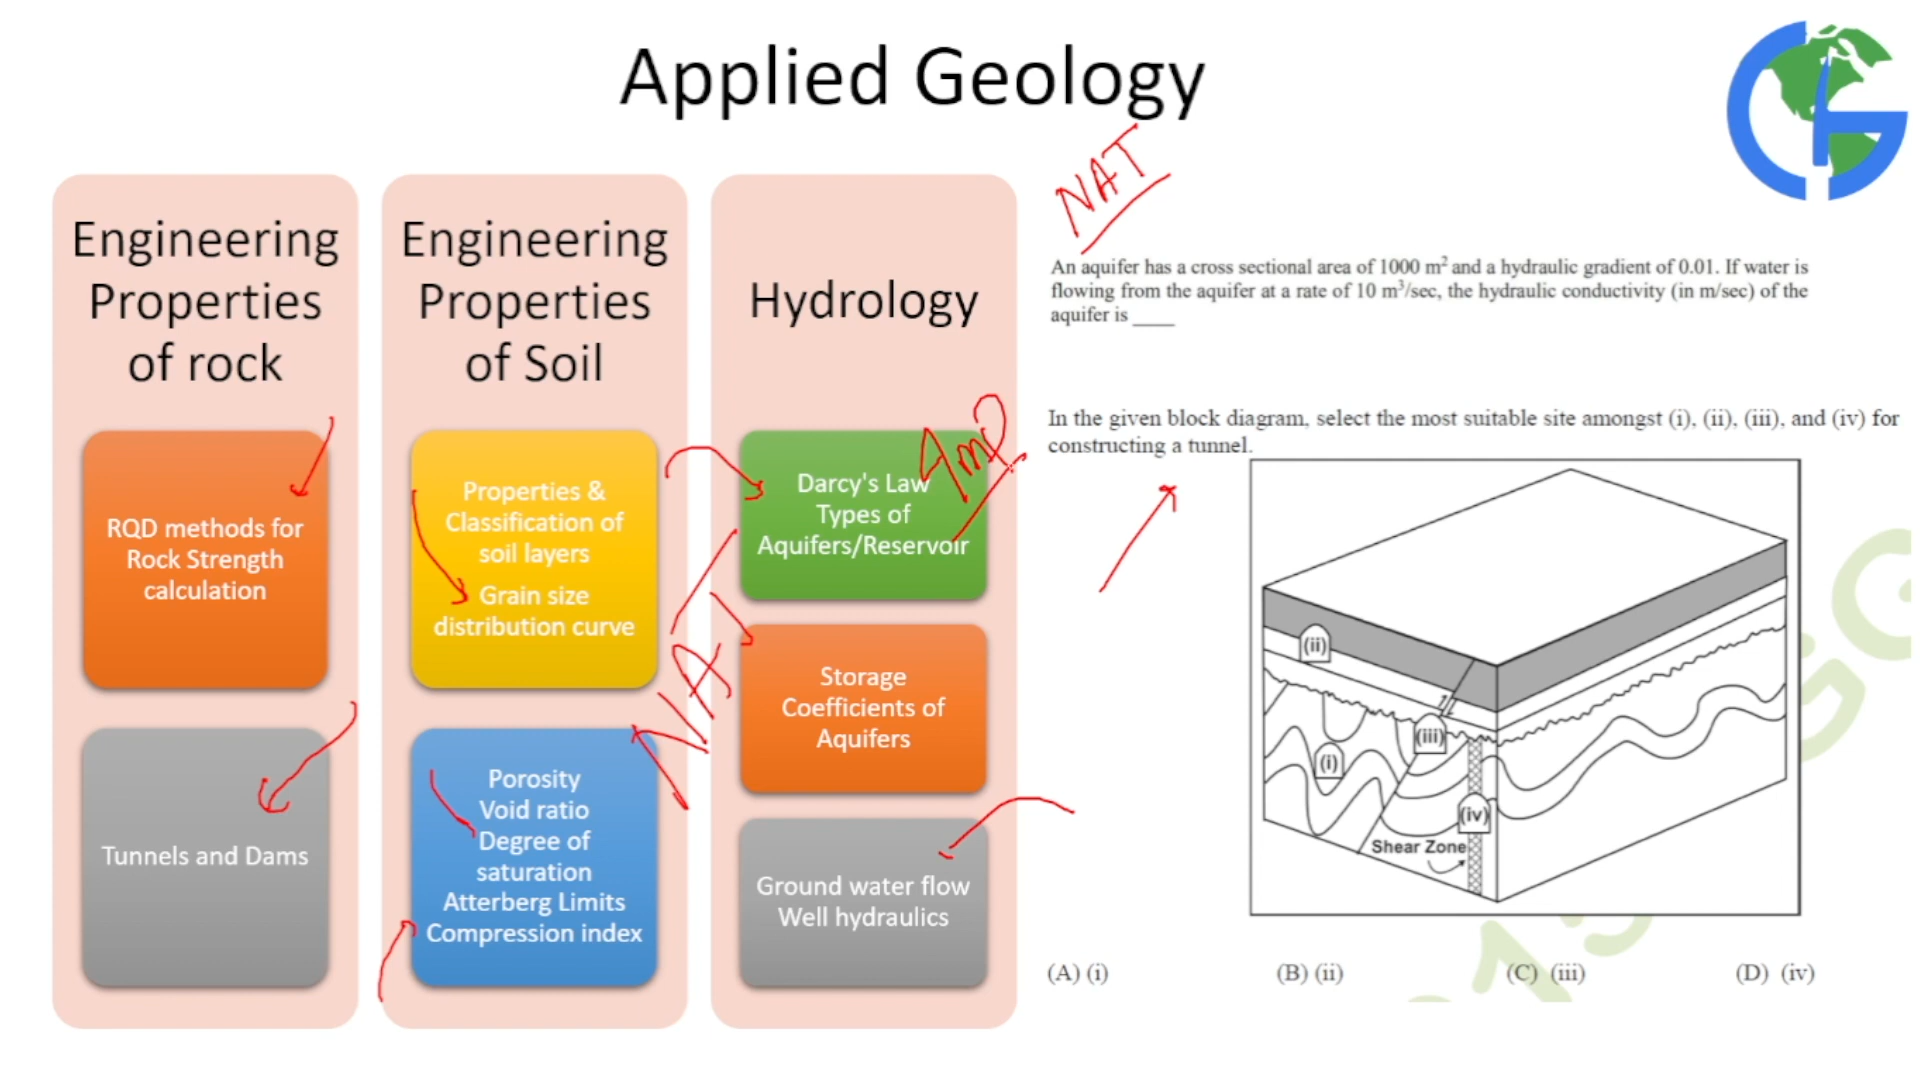 Applied Geology
Engineering
Properties
of rock
RQD methods for
Rock Strength
calculation
Tunnels and Dams
Engineering
Properties
of Soil
Properties &
Classification of
soil layers
Grain size
distribution curve
Porosity
Void ratio
Degree of
saturation
Atterberg Limits
Compression index
NAT
Hydrology
Darcy's Law
Types of
Aquifers/Reservoir
Imp
Storage
Coefficients of
Aquifers
Ground water flow
Well hydraulics
NAT
An aquifer has a cross sectional area of 1000 m² and a hydraulic gradient of 0.01. If water is
flowing from the aquifer at a rate of 10 m³/sec, the hydraulic conductivity (in m/sec) of the
aquifer is ____
In the given block diagram, select the most suitable site amongst (i), (ii), (iii), and (iv) for
constructing a tunnel.
(ii)
(iii)
(i)
(iv)
Shear Zone
(A) (i) (B) (ii) (C) (iii) (D) (iv)